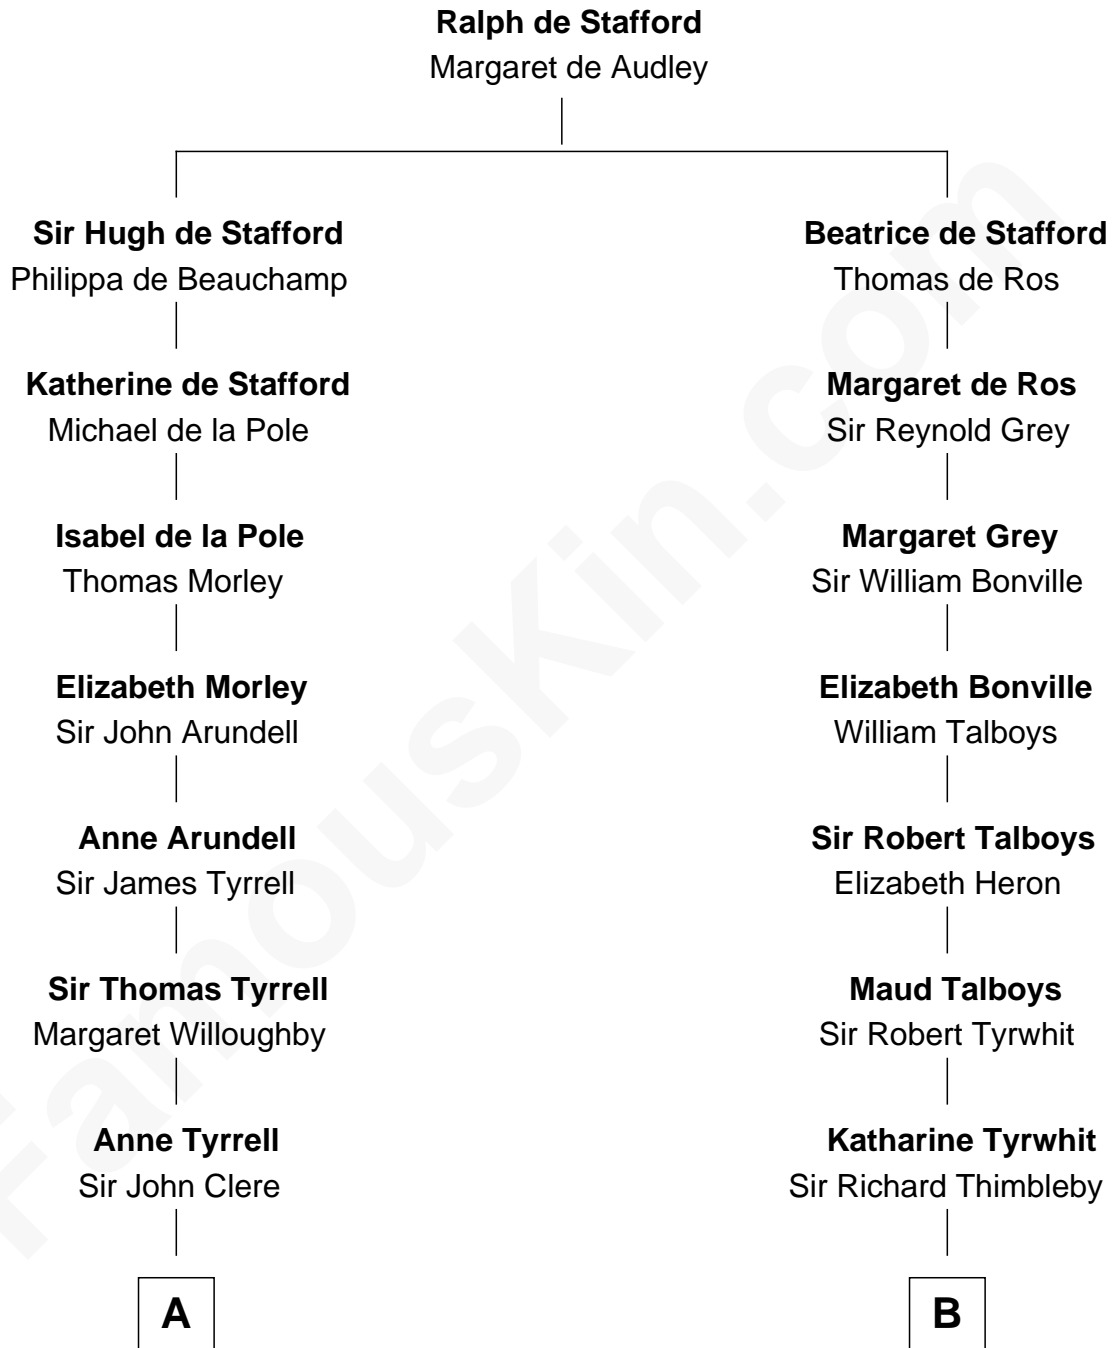 Ralph de Stafford
Margaret de Audley
Sir Hugh de Stafford
Philippa de Beauchamp
Beatrice de Stafford
Thomas de Ros
Katherine de Stafford
Michael de la Pole
Margaret de Ros
Sir Reynold Grey
Isabel de la Pole
Thomas Morley
Margaret Grey
Sir William Bonville
Elizabeth Morley
Sir John Arundell
Elizabeth Bonville
William Talboys
Anne Arundell
Sir James Tyrrell
Sir Robert Talboys
Elizabeth Heron
Sir Thomas Tyrrell
Margaret Willoughby
Maud Talboys
Sir Robert Tyrwhit
Anne Tyrrell
Sir John Clere
Katharine Tyrwhit
Sir Richard Thimbleby
A
B
FamousKin.com